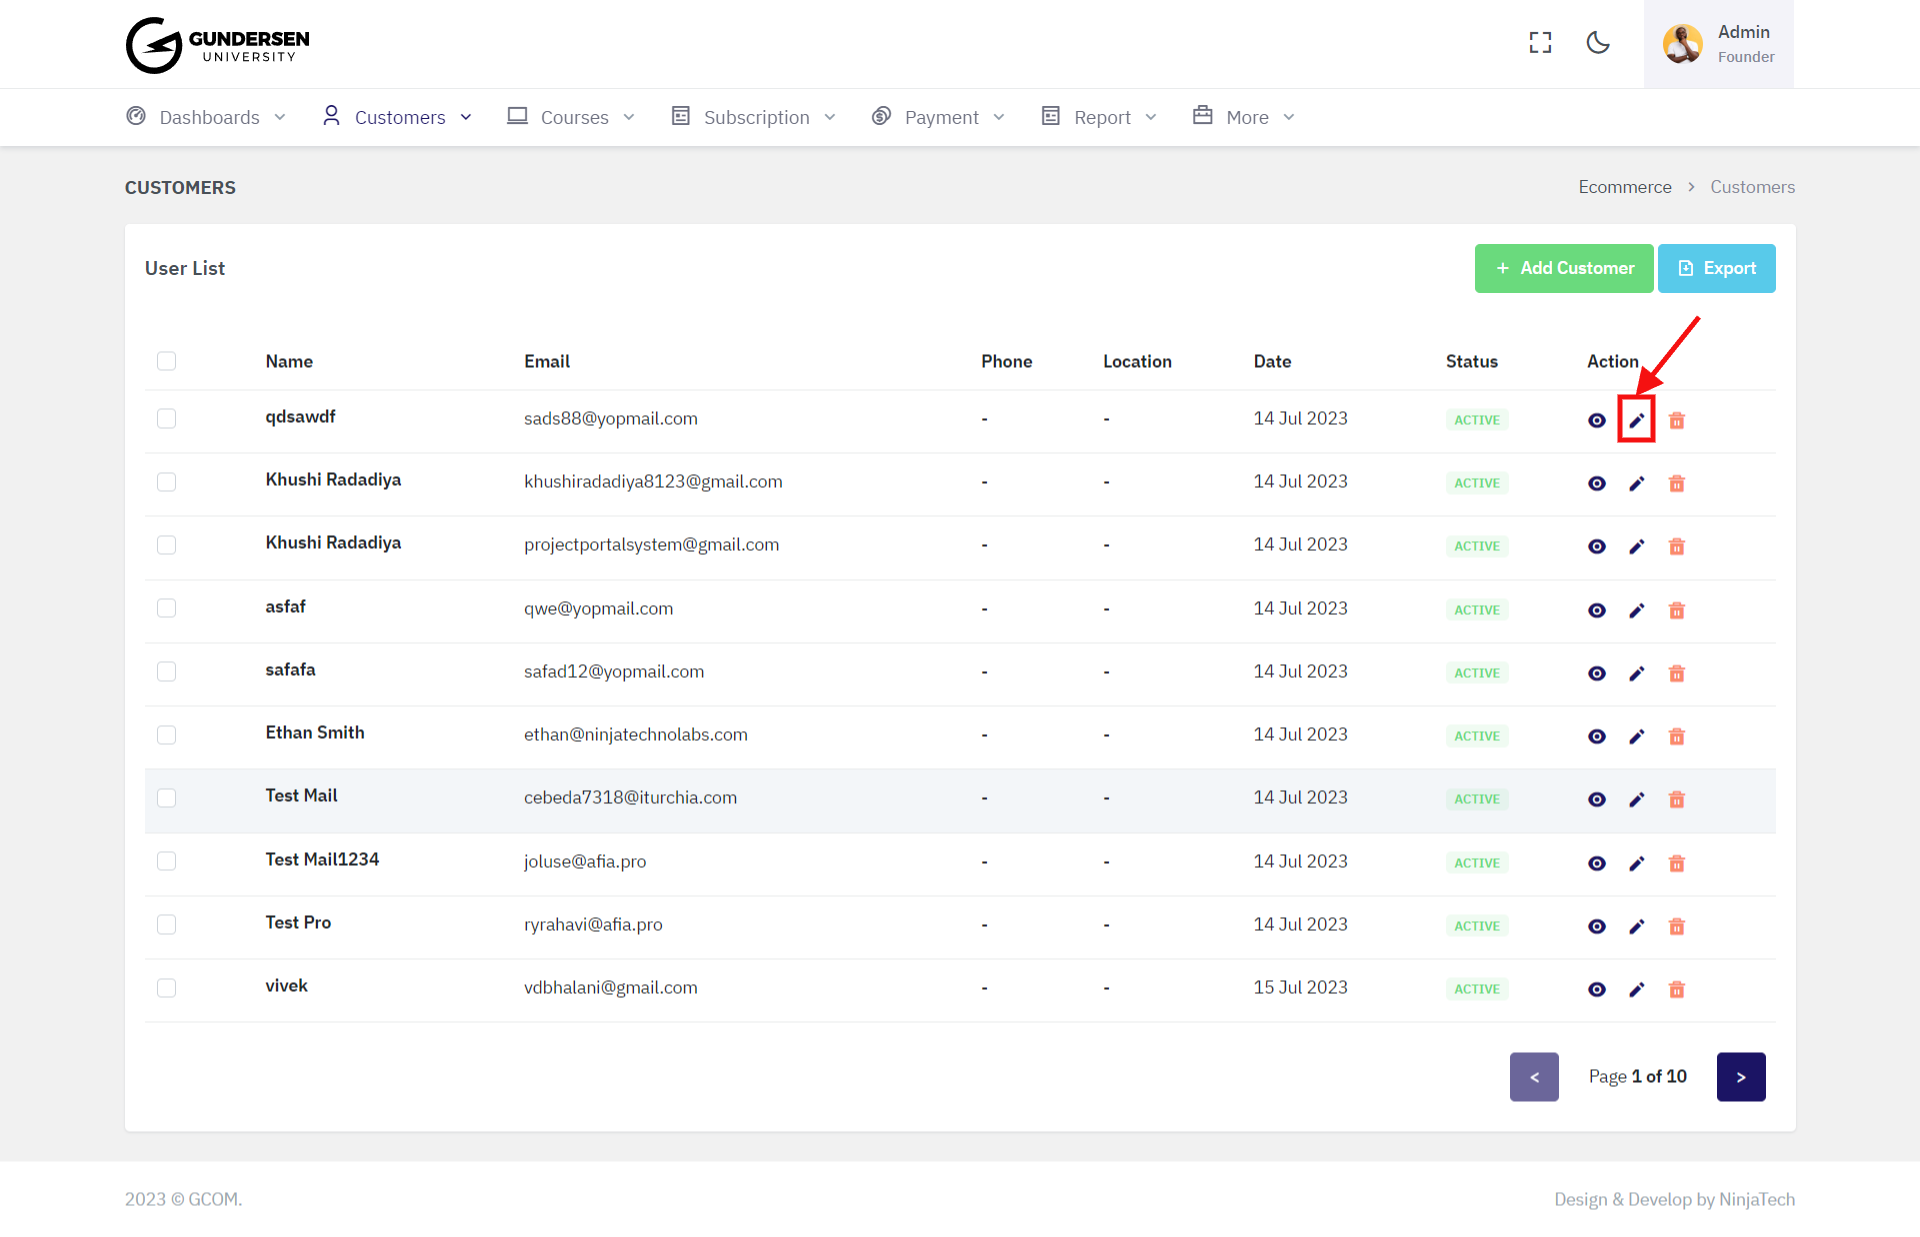 GUNDERSEN
UNIVERSITY
Admin
Founder
Dashboards Customers Courses Subscription Payment Report More
CUSTOMERS
Ecommerce > Customers
User List
+ Add Customer
Export
Name Email Phone Location Date Status Action
qdsawdf sads88@yopmail.com - - 14 Jul 2023 ACTIVE
Khushi Radadiya khushiradadiya8123@gmail.com - - 14 Jul 2023 ACTIVE
Khushi Radadiya projectportalsystem@gmail.com - - 14 Jul 2023 ACTIVE
asfaf qwe@yopmail.com - - 14 Jul 2023 ACTIVE
safafa safad12@yopmail.com - - 14 Jul 2023 ACTIVE
Ethan Smith ethan@ninjatechnolabs.com - - 14 Jul 2023 ACTIVE
Test Mail cebeda7318@iturchia.com - - 14 Jul 2023 ACTIVE
Test Mail1234 joluse@afia.pro - - 14 Jul 2023 ACTIVE
Test Pro ryrahavi@afia.pro - - 14 Jul 2023 ACTIVE
vivek vdbhalani@gmail.com - - 15 Jul 2023 ACTIVE
< Page 1 of 10 >
2023 © GCOM.
Design & Develop by NinjaTech